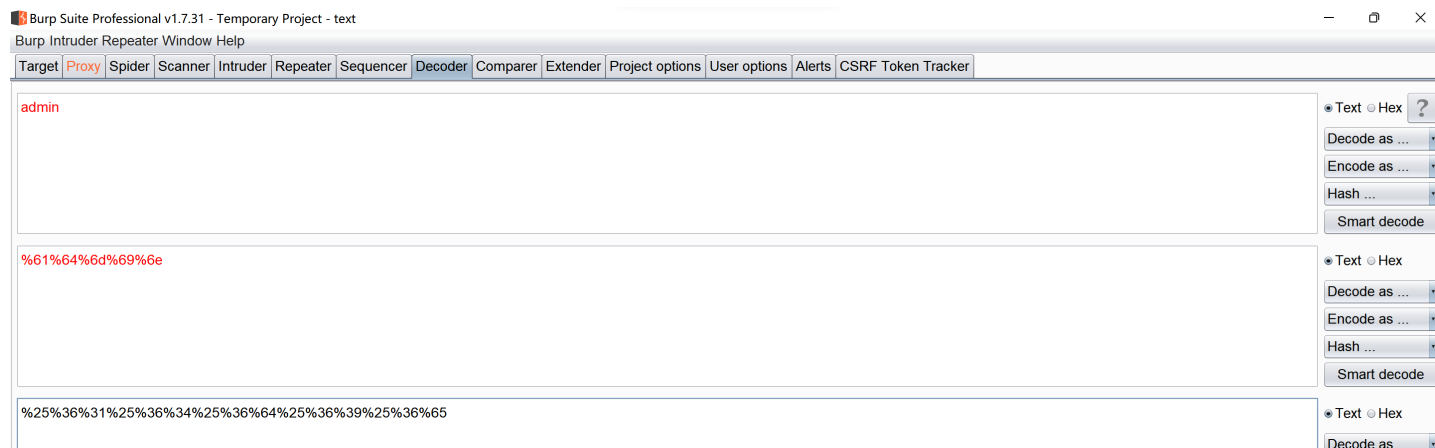 Burp Suite Professional v1.7.31 - Temporary Project - text
Burp Intruder Repeater Window Help
Target Proxy Spider Scanner Intruder Repeater Sequencer Decoder Comparer Extender Project options User options Alerts CSRF Token Tracker
admin
Text Hex ?
Decode as ...
Encode as ...
Hash ...
Smart decode
%61%64%6d%69%6e
Text Hex
Decode as ...
Encode as ...
Hash ...
Smart decode
%25%36%31%25%36%34%25%36%64%25%36%39%25%36%65
Text Hex
Decode as